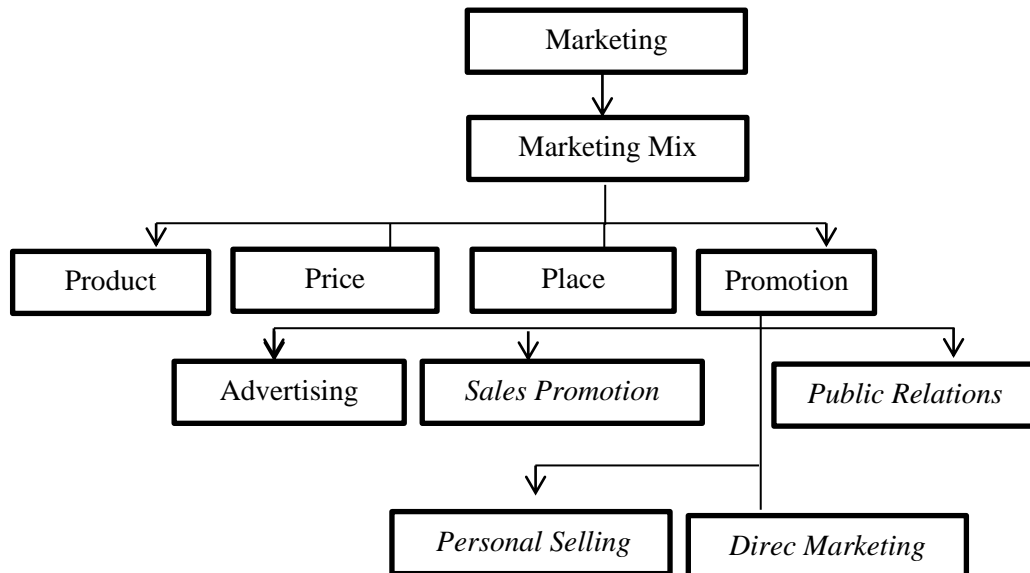 Marketing
Marketing Mix
Product
Price
Place
Promotion
Advertising
Sales Promotion
Public Relations
Personal Selling
Direc Marketing